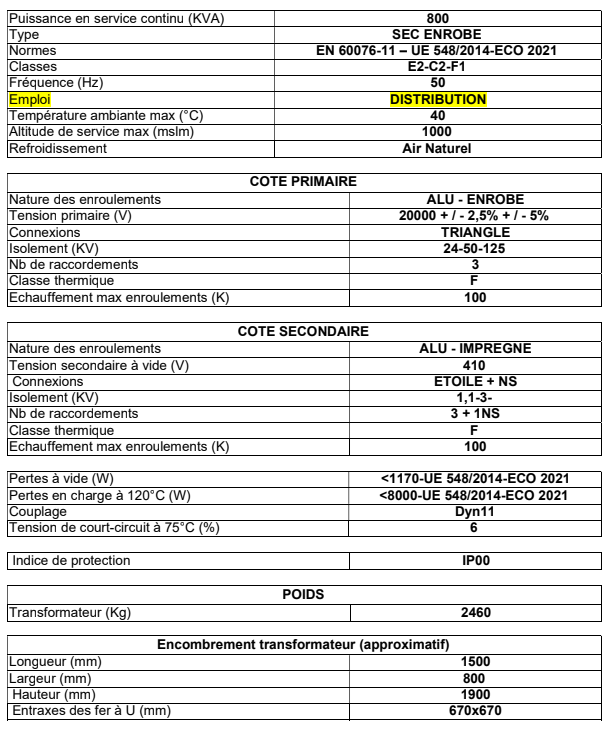 Puissance en service continu (KVA) 800
Type SEC ENROBE
Normes EN 60076-11 – UE 548/2014-ECO 2021
Classes E2-C2-F1
Fréquence (Hz) 50
Emploi DISTRIBUTION
Température ambiante max (°C) 40
Altitude de service max (mslm) 1000
Refroidissement Air Naturel
COTE PRIMAIRE
Nature des enroulements ALU - ENROBE
Tension primaire (V) 20000 + / - 2,5% + / - 5%
Connexions TRIANGLE
Isolement (KV) 24-50-125
Nb de raccordements 3
Classe thermique F
Echauffement max enroulements (K) 100
COTE SECONDAIRE
Nature des enroulements ALU - IMPREGNE
Tension secondaire à vide (V) 410
Connexions ETOILE + NS
Isolement (KV) 1,1-3-
Nb de raccordements 3 + 1NS
Classe thermique F
Echauffement max enroulements (K) 100
Pertes à vide (W) <1170-UE 548/2014-ECO 2021
Pertes en charge à 120°C (W) <8000-UE 548/2014-ECO 2021
Couplage Dyn11
Tension de court-circuit à 75°C (%) 6
Indice de protection IP00
POIDS
Transformateur (Kg) 2460
Encombrement transformateur (approximatif)
Longueur (mm) 1500
Largeur (mm) 800
Hauteur (mm) 1900
Entraxes des fer à U (mm) 670x670